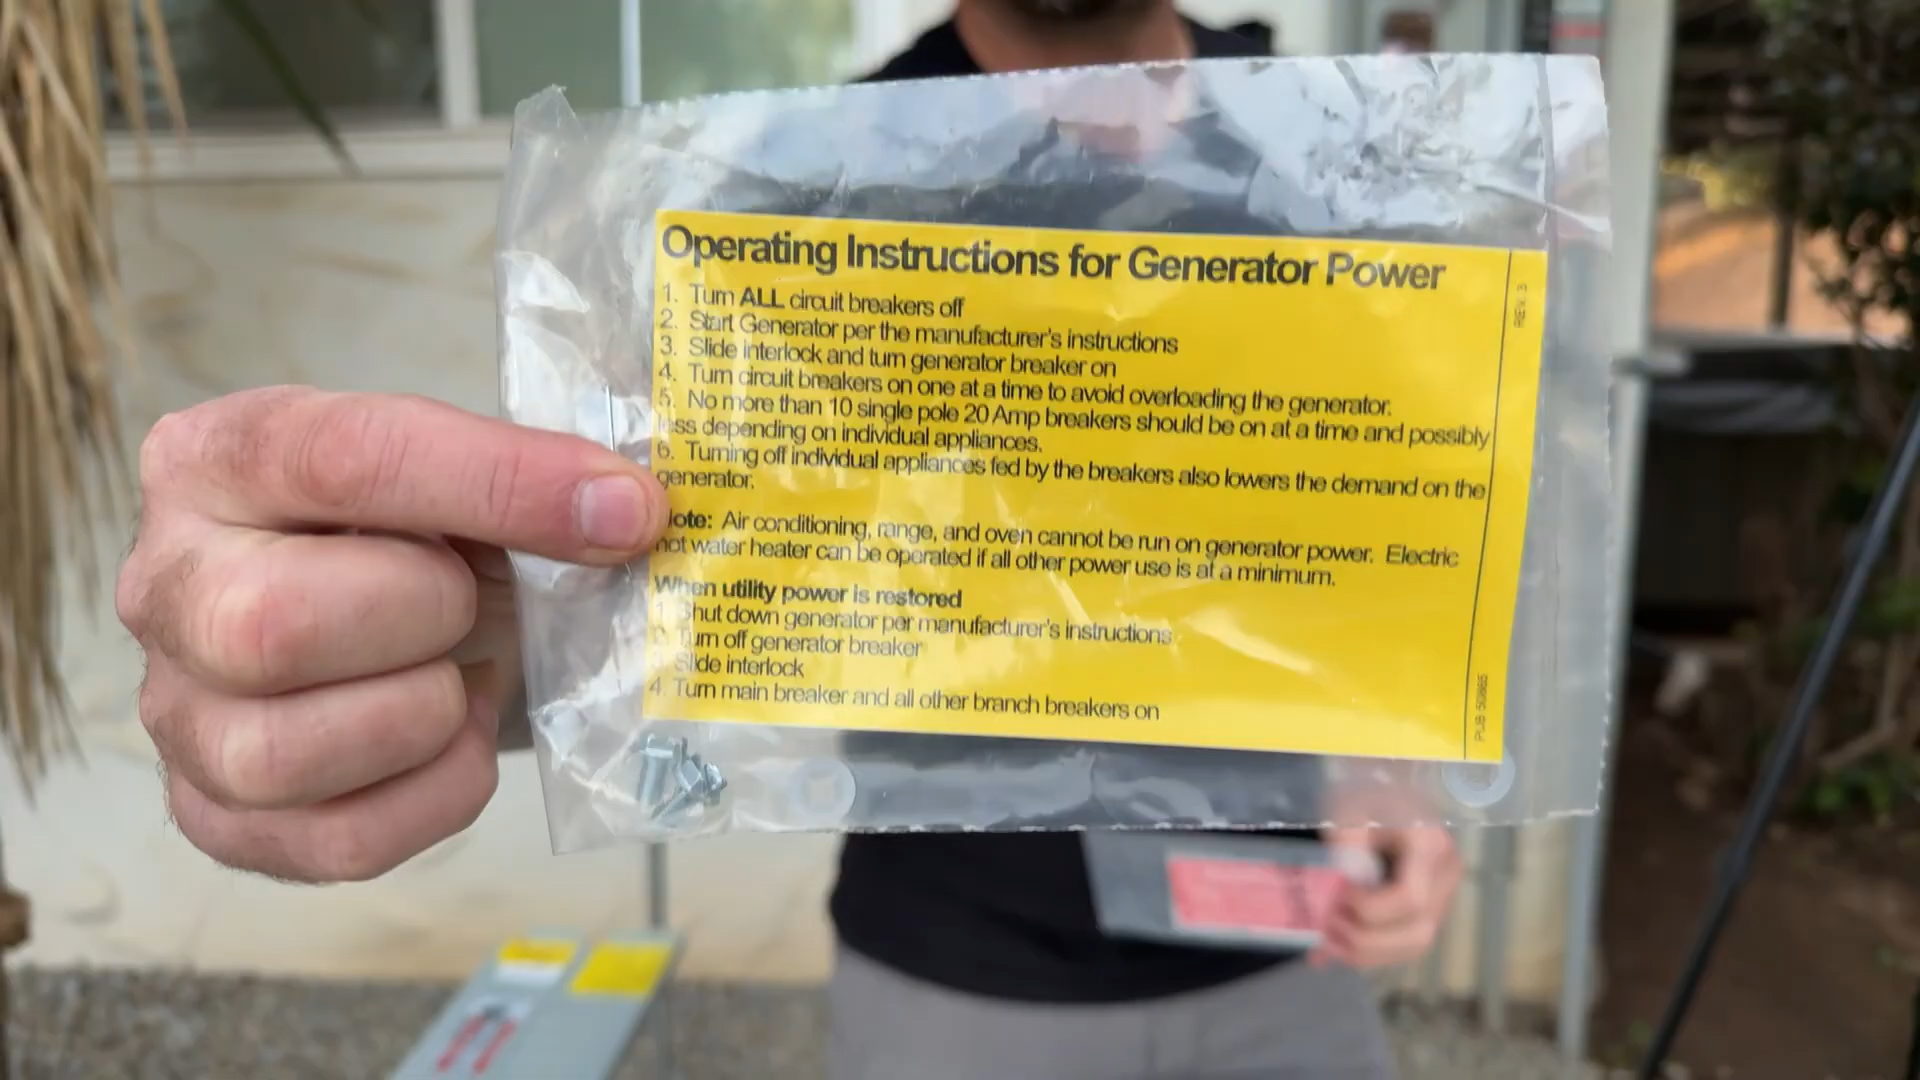 Operating Instructions for Generator Power
1. Turn ALL circuit breakers off
2. Start Generator per the manufacturer's instructions
3. Slide interlock and turn generator breaker on
4. Turn circuit breakers on one at a time to avoid overloading the generator.
5. No more than 10 single pole 20 Amp breakers should be on at a time and possibly
less depending on individual appliances.
6. Turning off individual appliances fed by the breakers also lowers the demand on the
generator.
Note: Air conditioning, range, and oven cannot be run on generator power. Electric
hot water heater can be operated if all other power use is at a minimum.
When utility power is restored
1. Shut down generator per manufacturer's instructions
2. Turn off generator breaker
3. Slide interlock
4. Turn main breaker and all other branch breakers on
REV. 3
PUB 50865